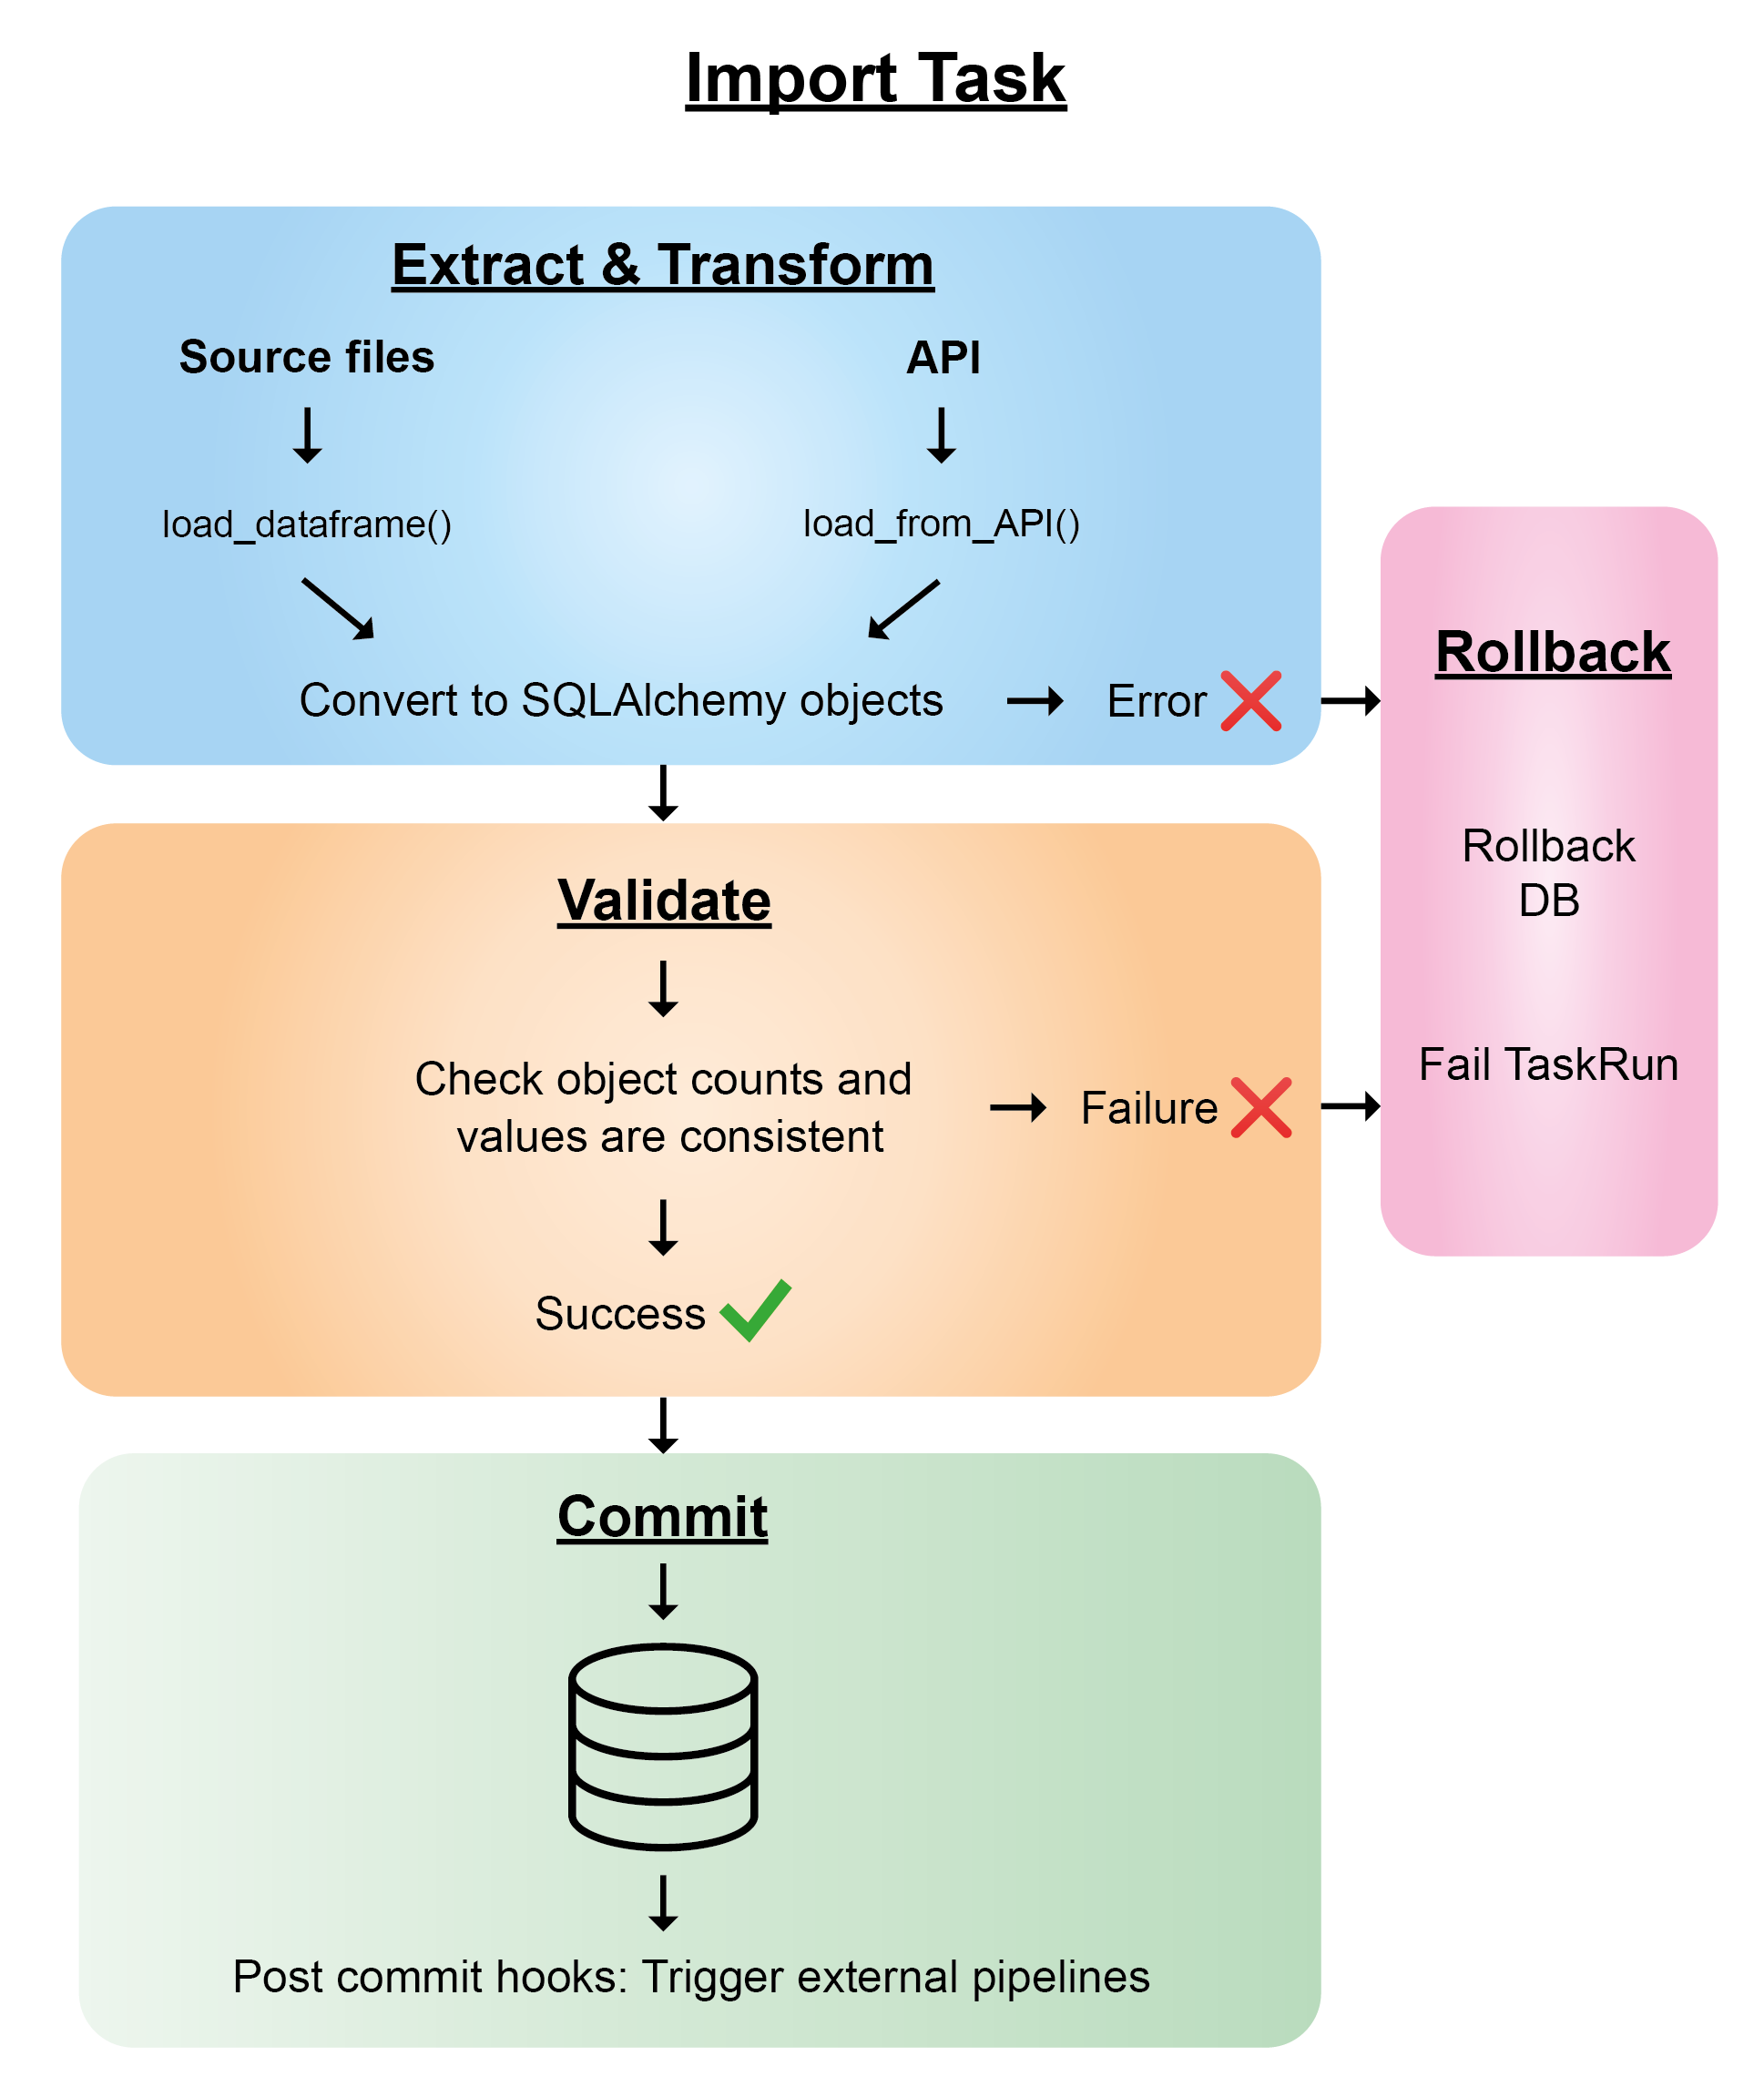 Import Task
Extract & Transform
Source files
API
load_dataframe()
load_from_API()
Convert to SQLAlchemy objects
Error
Rollback
Rollback
DB
Fail TaskRun
Validate
Check object counts and
values are consistent
Failure
Success
Commit
Post commit hooks: Trigger external pipelines